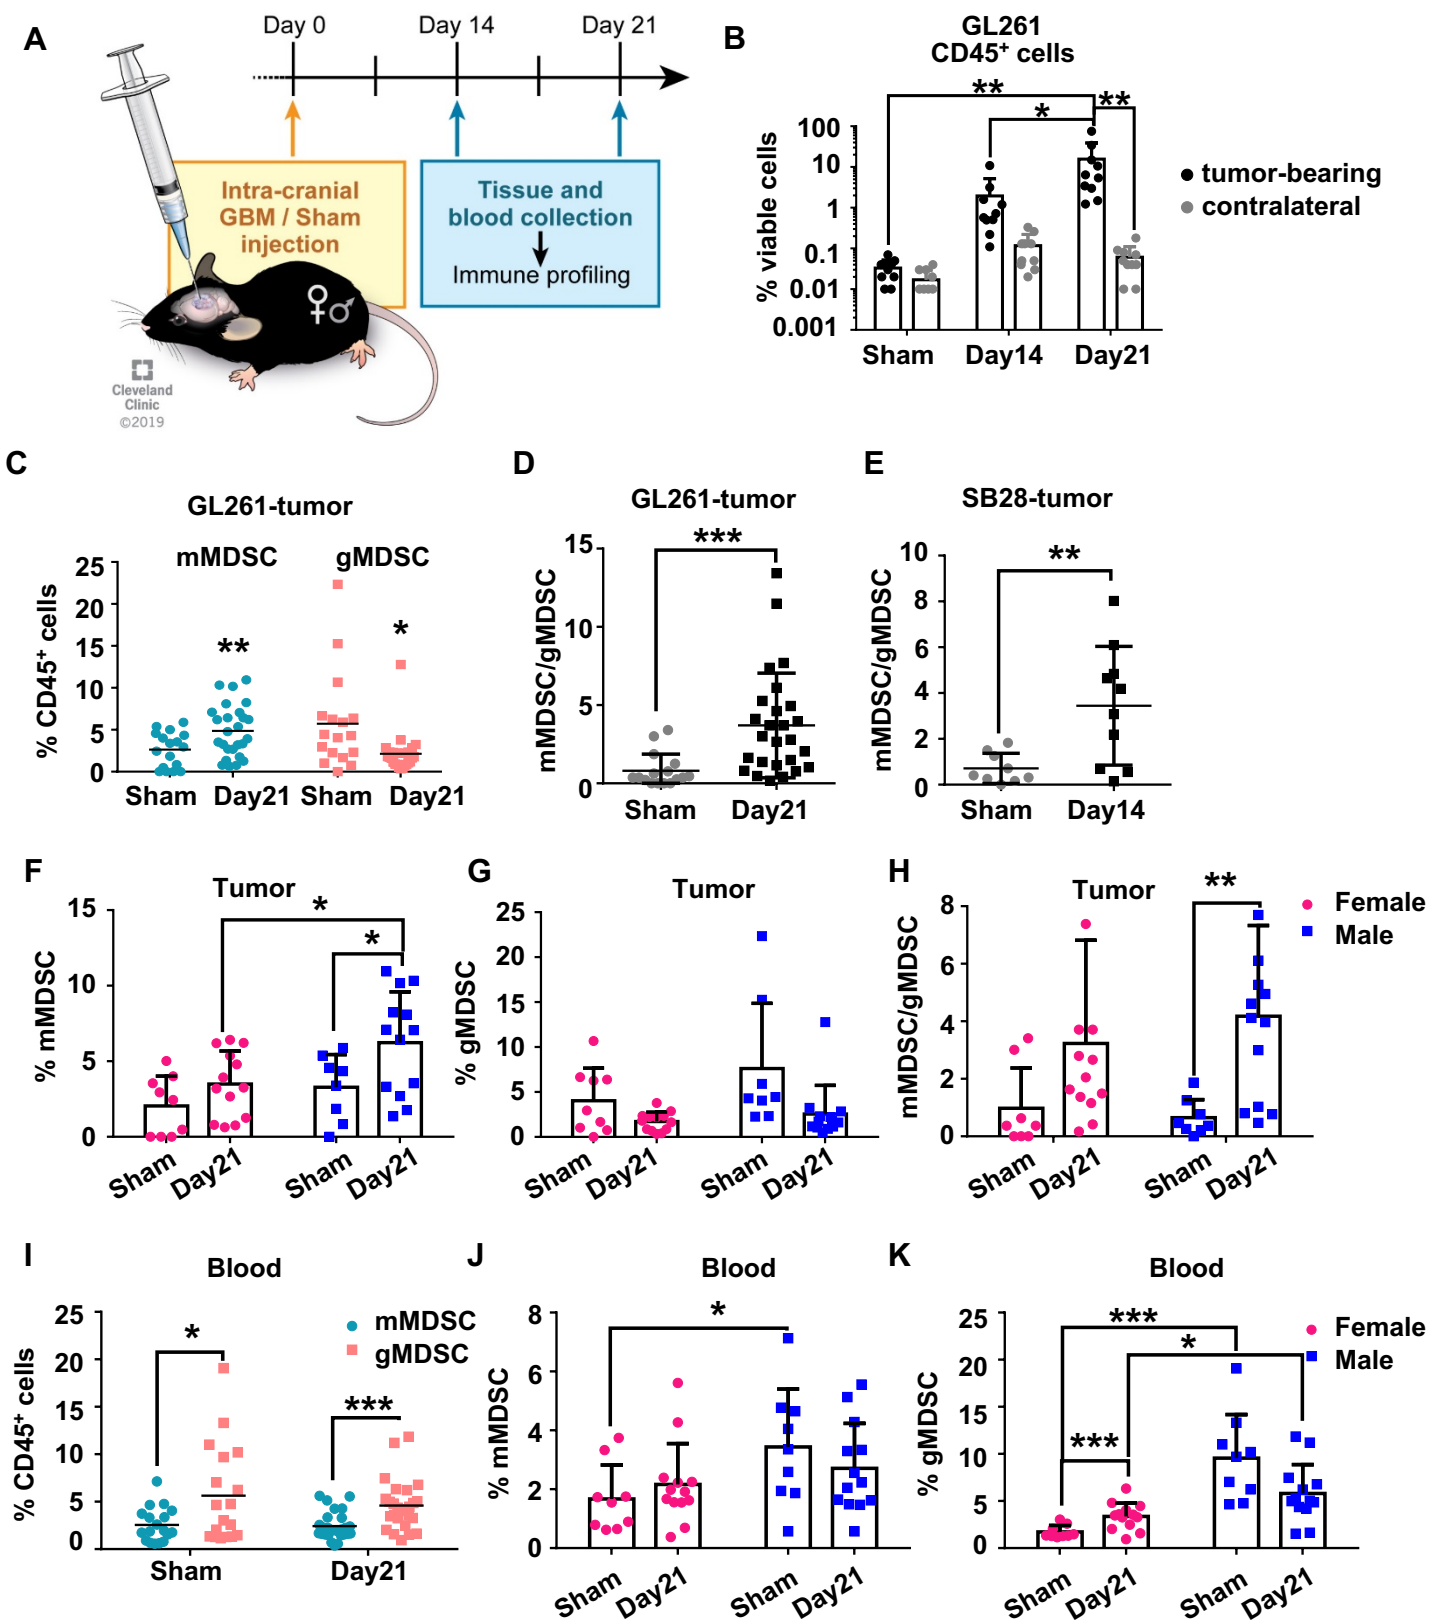 A
Day 0
Day 14
Day 21
Intra-cranial
GBM / Sham
injection
Tissue and
blood collection
Immune profiling
♀♂
Cleveland
Clinic
©2019
B
GL261
CD45⁺ cells
**
*
**
% viable cells
100
10
1
0.1
0.01
0.001
Sham
Day14
Day21
tumor-bearing
contralateral
C
GL261-tumor
mMDSC
gMDSC
% CD45⁺ cells
25
20
15
10
5
0
**
*
Sham
Day21
Sham
Day21
D
GL261-tumor
***
mMDSC/gMDSC
15
10
5
0
Sham
Day21
E
SB28-tumor
**
mMDSC/gMDSC
10
8
6
4
2
0
Sham
Day14
F
Tumor
*
*
% mMDSC
15
10
5
0
Sham
Day21
Sham
Day21
G
Tumor
% gMDSC
25
20
15
10
5
0
Sham
Day21
Sham
Day21
H
Tumor
**
mMDSC/gMDSC
8
6
4
2
0
Sham
Day21
Sham
Day21
Female
Male
I
Blood
*
***
% CD45⁺ cells
25
20
15
10
5
0
Sham
Day21
mMDSC
gMDSC
J
Blood
*
% mMDSC
8
6
4
2
0
Sham
Day21
Sham
Day21
K
Blood
***
*
***
% gMDSC
25
20
15
10
5
0
Sham
Day21
Sham
Day21
Female
Male